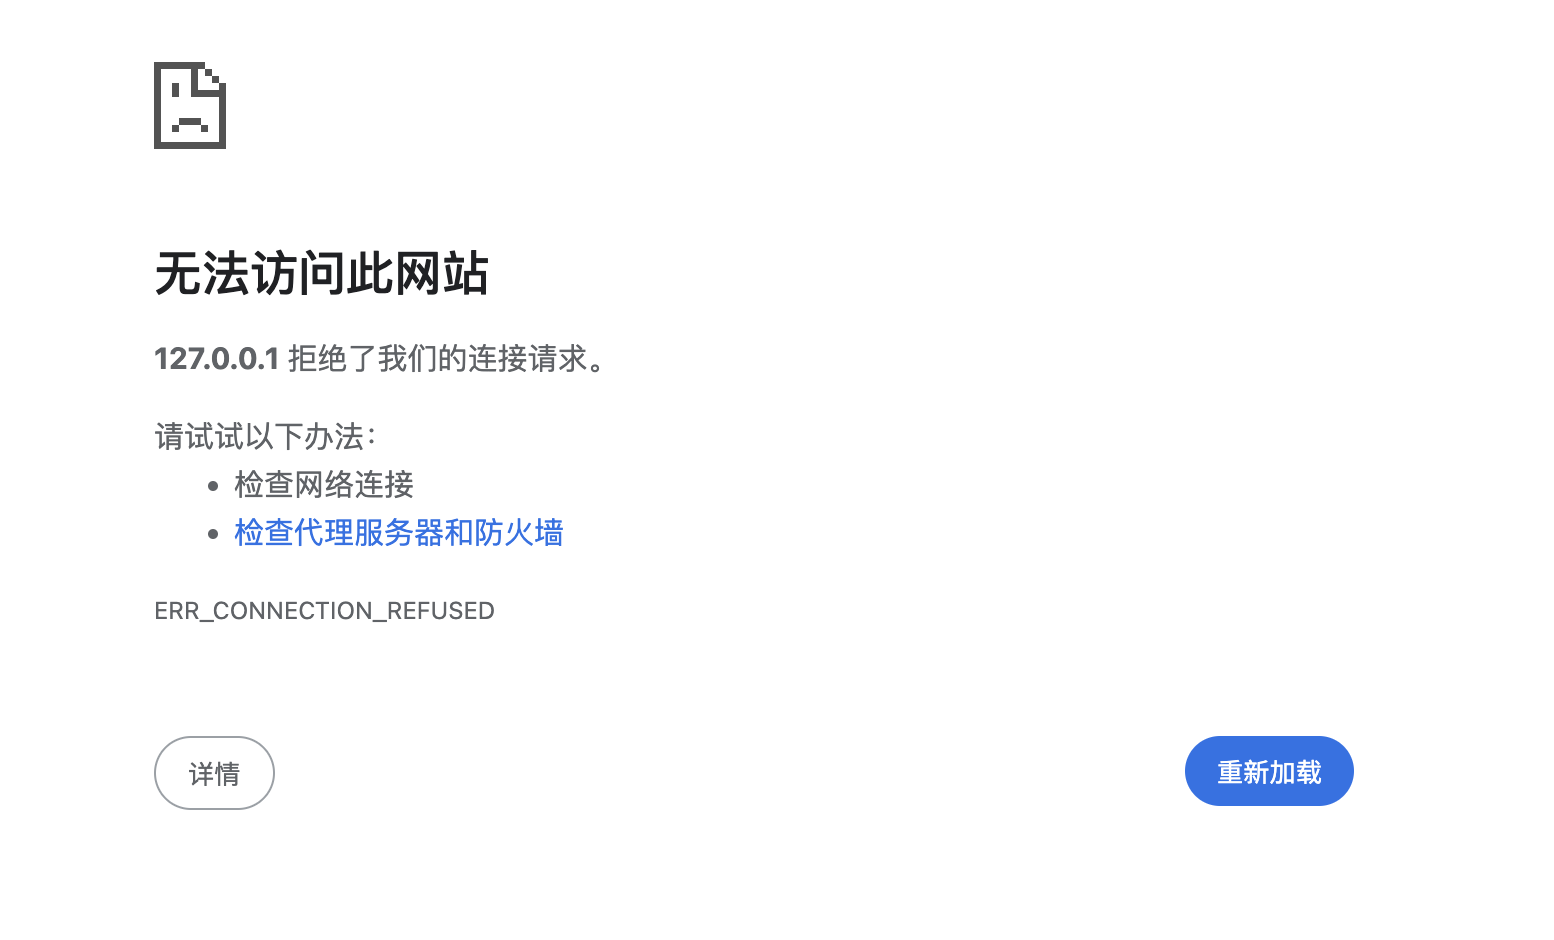 无法访问此网站
127.0.0.1 拒绝了我们的连接请求。
请试试以下办法：
检查网络连接
检查代理服务器和防火墙
ERR_CONNECTION_REFUSED
详情
重新加载